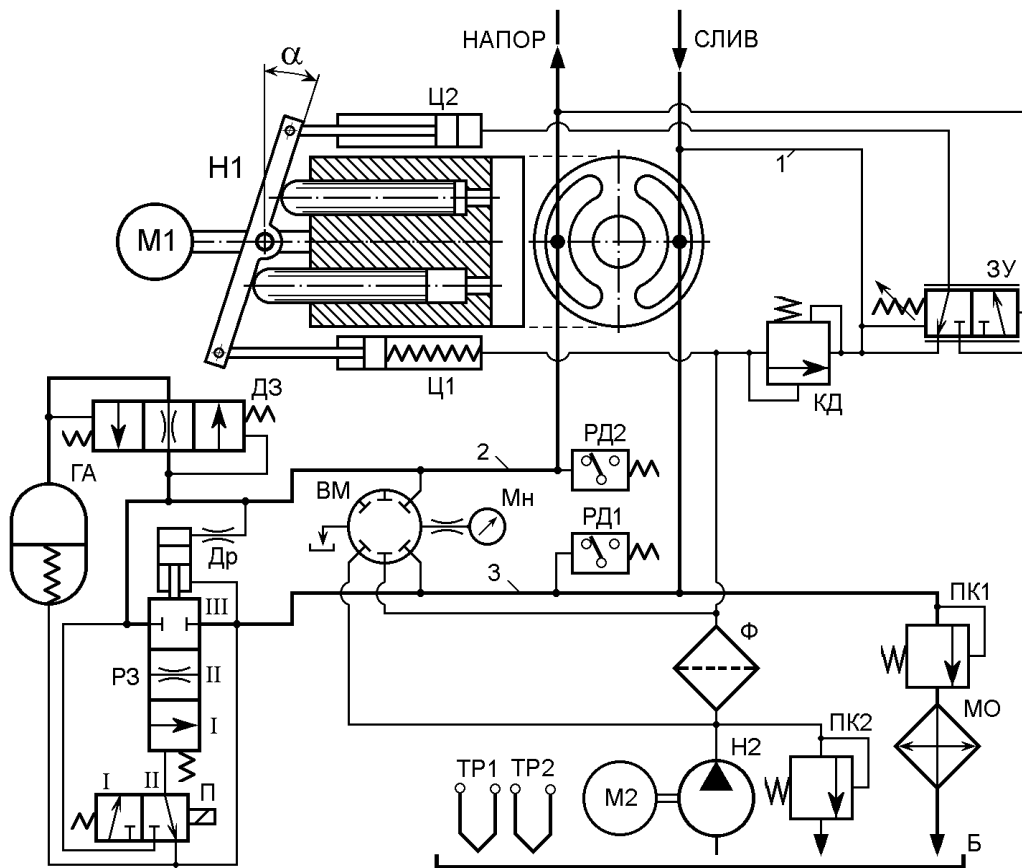 НАПОР
СЛИВ
α
Ц2
Н1
1
М1
ЗУ
Ц1
КД
ДЗ
РД2
2
ГА
ВМ
Мн
РД1
Др
3
ПК1
III
Ф
РЗ
II
МО
I
ПК2
Н2
I
II
П
ТР1
ТР2
М2
Б